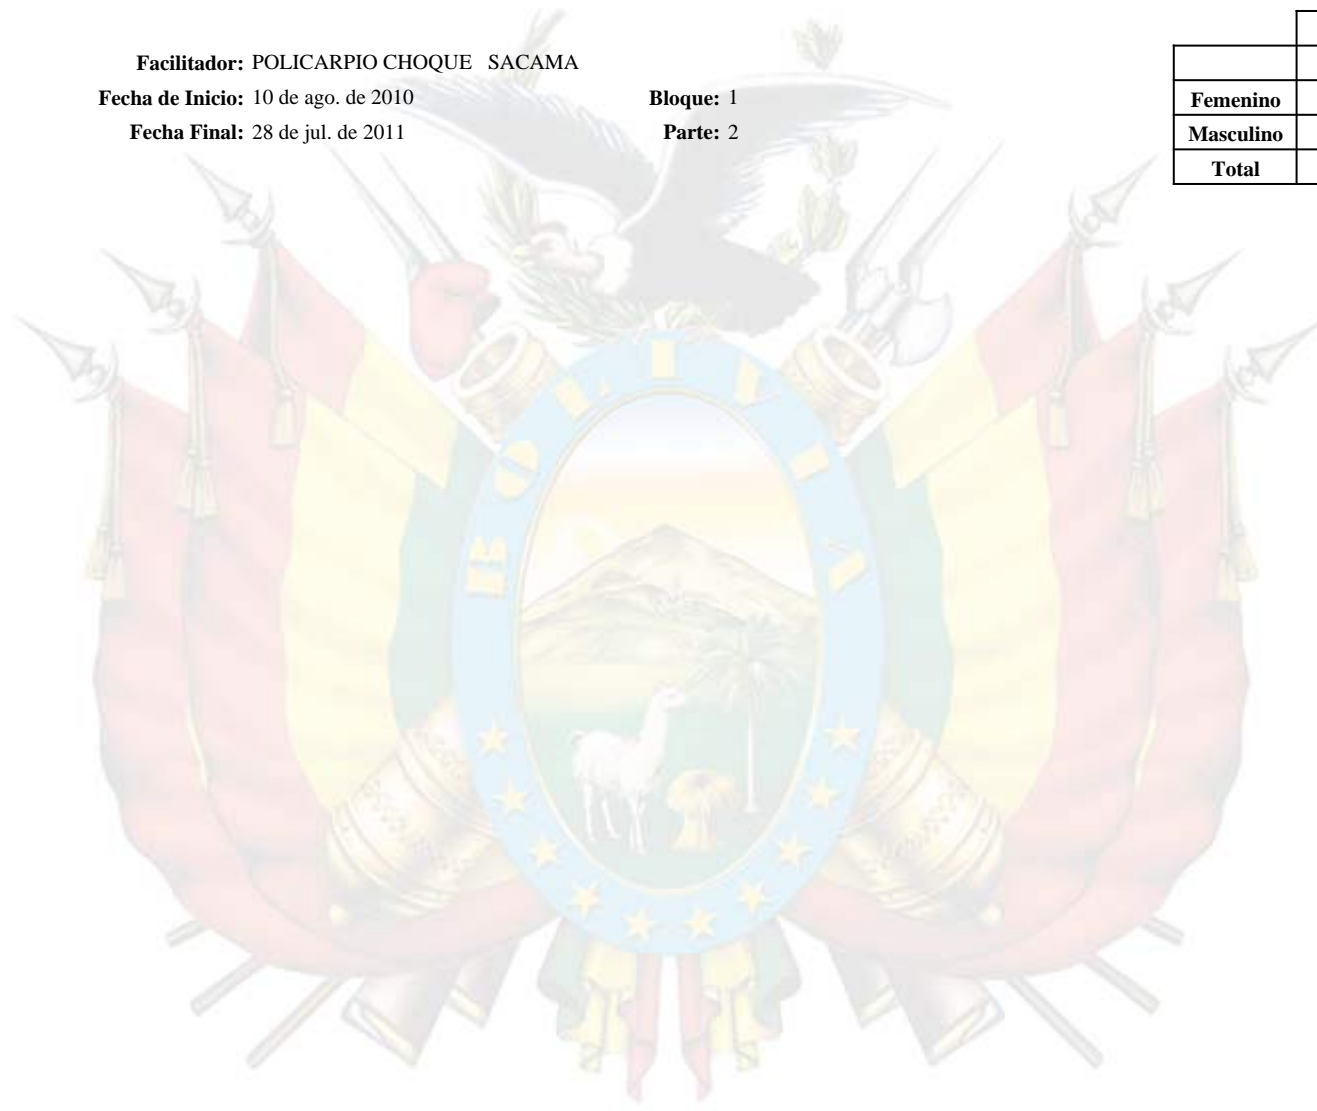 Facilitador: POLICARPIO CHOQUE SACAMA
Fecha de Inicio: 10 de ago. de 2010 Bloque: 1
Fecha Final: 28 de jul. de 2011 Parte: 2
Femenino
Masculino
Total
BOLIVIA